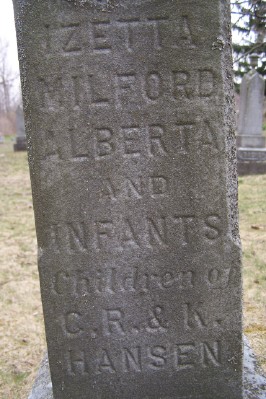 IZETTA
MILFORD
ALBERTA
AND
INFANTS
Children of
C.R. & K.
HANSEN